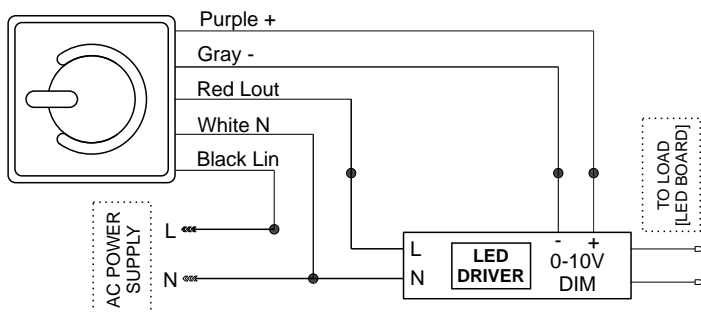 Purple +
Gray -
Red Lout
White N
Black Lin
AC POWER
SUPPLY
L
N
L
N
LED
DRIVER
- +
0-10V
DIM
TO LOAD
[LED BOARD]